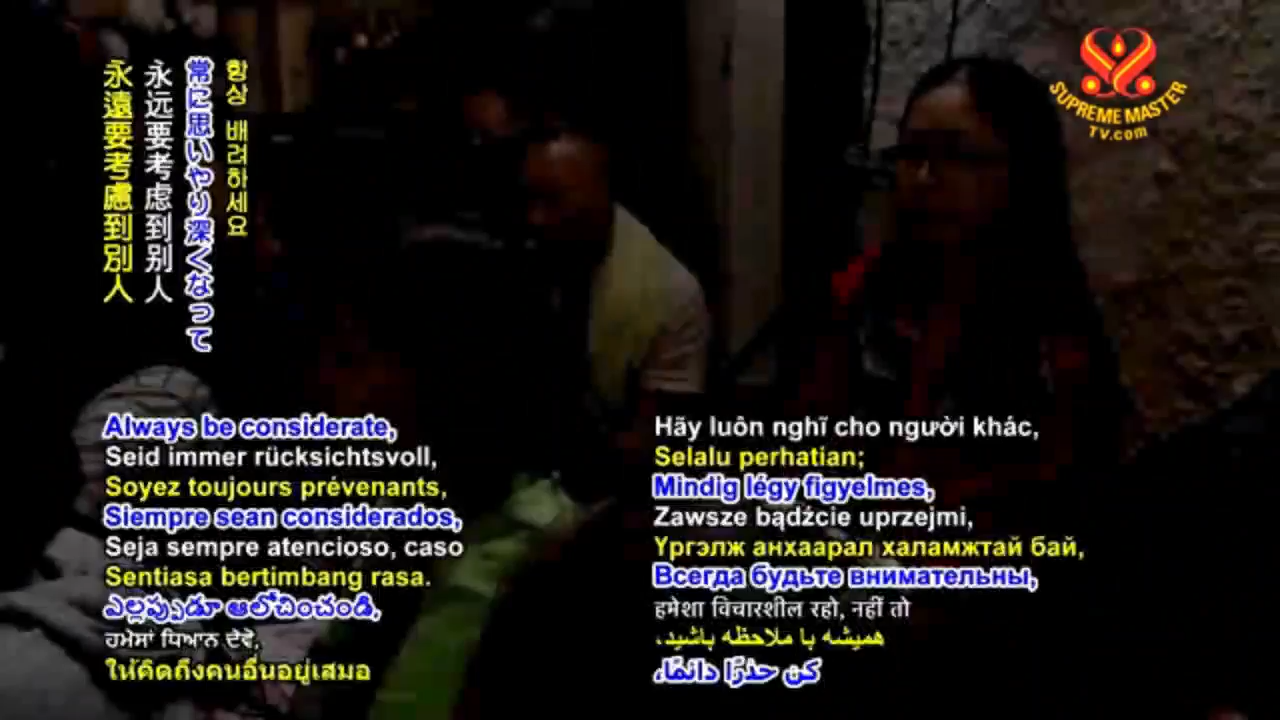 永遠要考慮到別人
永远要考虑到别人
常に思いやり深くなって
항상 배려하세요
SUPREME MASTER
TV.com
Always be considerate,
Seid immer rücksichtsvoll,
Soyez toujours prévenants,
Siempre sean considerados,
Seja sempre atencioso, caso
Sentiasa bertimbang rasa.
ఎల్లప్పుడూ ఆలోచించండి,
ਹਮੇਸਾਂ ਧਿਆਨ ਦੇਵੋ,
ให้คิดถึงคนอื่นอยู่เสมอ
Hãy luôn nghĩ cho người khác,
Selalu perhatian;
Mindig légy figyelmes,
Zawsze bądźcie uprzejmi,
Үргэлж анхаарал халамжтай бай,
Всегда будьте внимательны,
हमेशा विचारशील रहो, नहीं तो
همیشه با ملاحظه باشید،
كن حذرًا دائمًا،